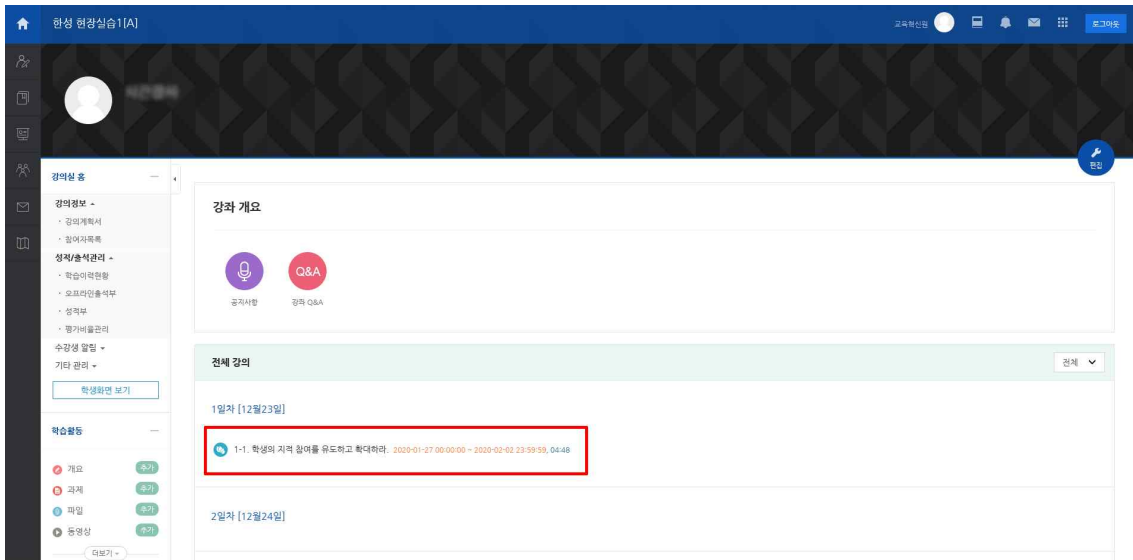 한성 현장실습1[A]
교육혁신원
로그아웃
편집
강의실 홈
강의정보
· 강의계획서
· 참여자목록
성적/출석관리
· 학습이력현황
· 오프라인출석부
· 성적부
· 평가비율관리
수강생 알림
기타 관리
학생화면 보기
학습활동
개요 추가
과제 추가
파일 추가
동영상 추가
더보기
강좌 개요
Q&A
공지사항 강좌 Q&A
전체 강의 전체
1일차 [12월23일]
1-1. 학생의 지적 참여를 유도하고 확대하라. 2020-01-27 00:00:00 ~ 2020-02-02 23:59:59, 04:48
2일차 [12월24일]